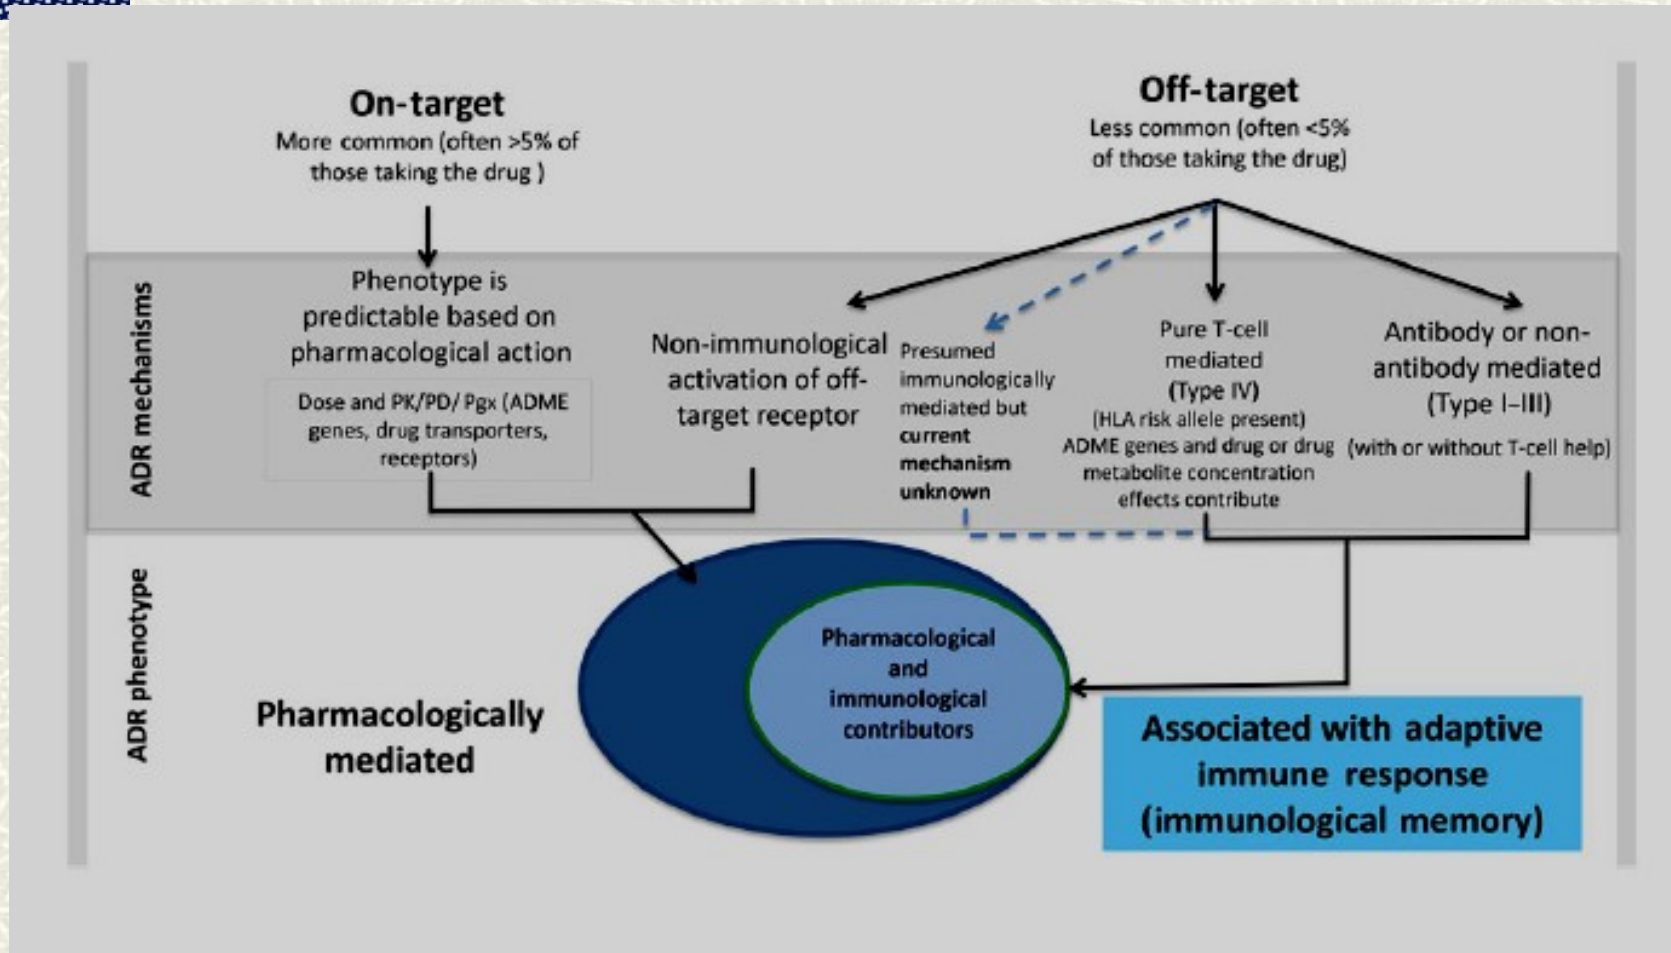 On-target
More common (often >5% of
those taking the drug )
Off-target
Less common (often <5%
of those taking the drug)
ADR mechanisms
Phenotype is
predictable based on
pharmacological action
Dose and PK/PD/ Pgx (ADME
genes, drug transporters,
receptors)
Non-immunological
activation of off-
target receptor
Presumed
immunologically
mediated but
current
mechanism
unknown
Pure T-cell
mediated
(Type IV)
(HLA risk allele present)
ADME genes and drug or drug
metabolite concentration
effects contribute
Antibody or non-
antibody mediated
(Type I–III)
(with or without T-cell help)
ADR phenotype
Pharmacologically
mediated
Pharmacological
and
immunological
contributors
Associated with adaptive
immune response
(immunological memory)